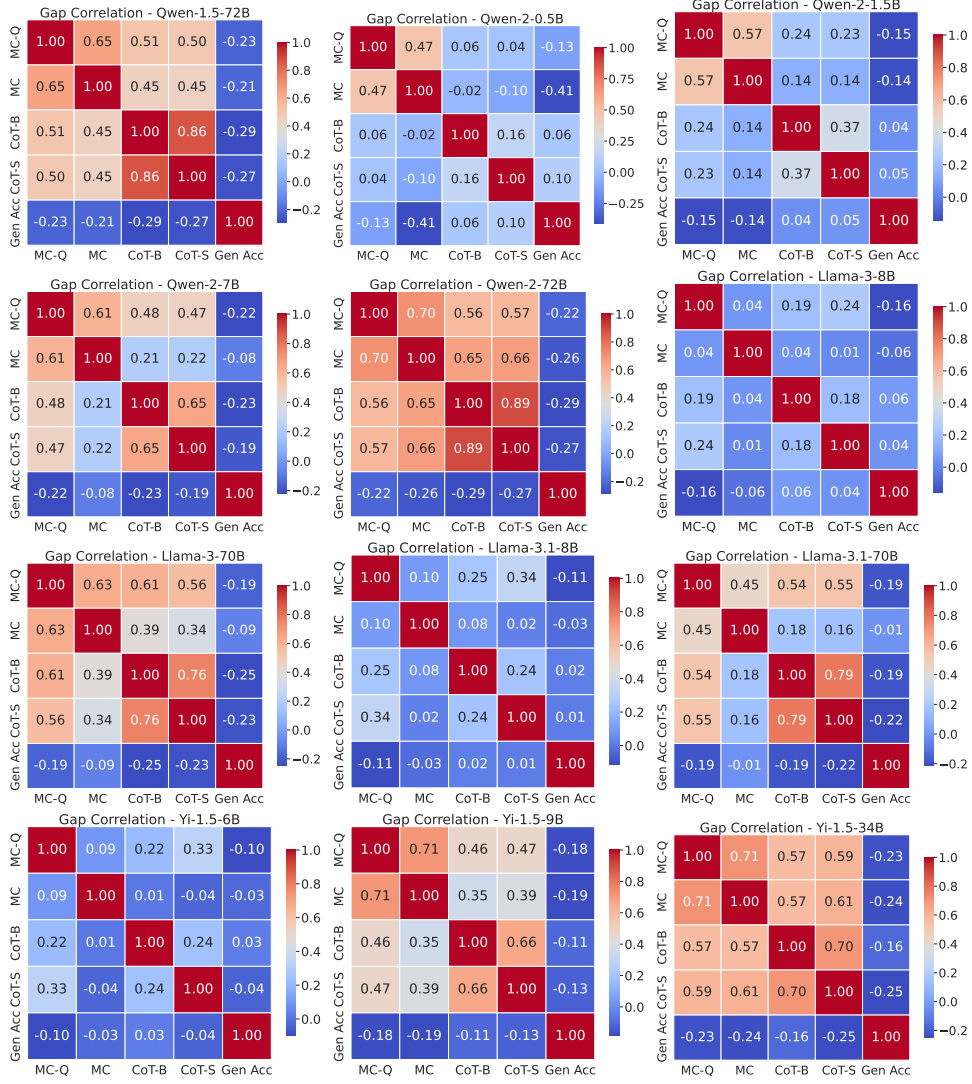 Gap Correlation - Qwen-1.5-72B
MC-Q 1.00 0.65 0.51 0.50 -0.23
MC 0.65 1.00 0.45 0.45 -0.21
CoT-B 0.51 0.45 1.00 0.86 -0.29
CoT-S 0.50 0.45 0.86 1.00 -0.27
Gen Acc -0.23 -0.21 -0.29 -0.27 1.00
MC-Q MC CoT-B CoT-S Gen Acc
1.0
0.8
0.6
0.4
0.2
0.0
−0.2
Gap Correlation - Qwen-2-0.5B
MC-Q 1.00 0.47 0.06 0.04 -0.13
MC 0.47 1.00 -0.02 -0.10 -0.41
CoT-B 0.06 -0.02 1.00 0.16 0.06
CoT-S 0.04 -0.10 0.16 1.00 0.10
Gen Acc -0.13 -0.41 0.06 0.10 1.00
MC-Q MC CoT-B CoT-S Gen Acc
1.00
0.75
0.50
0.25
0.00
−0.25
Gap Correlation - Qwen-2-1.5B
MC-Q 1.00 0.57 0.24 0.23 -0.15
MC 0.57 1.00 0.14 0.14 -0.14
CoT-B 0.24 0.14 1.00 0.37 0.04
CoT-S 0.23 0.14 0.37 1.00 0.05
Gen Acc -0.15 -0.14 0.04 0.05 1.00
MC-Q MC CoT-B CoT-S Gen Acc
1.0
0.8
0.6
0.4
0.2
0.0
Gap Correlation - Qwen-2-7B
MC-Q 1.00 0.61 0.48 0.47 -0.22
MC 0.61 1.00 0.21 0.22 -0.08
CoT-B 0.48 0.21 1.00 0.65 -0.23
CoT-S 0.47 0.22 0.65 1.00 -0.19
Gen Acc -0.22 -0.08 -0.23 -0.19 1.00
MC-Q MC CoT-B CoT-S Gen Acc
1.0
0.8
0.6
0.4
0.2
0.0
−0.2
Gap Correlation - Qwen-2-72B
MC-Q 1.00 0.70 0.56 0.57 -0.22
MC 0.70 1.00 0.65 0.66 -0.26
CoT-B 0.56 0.65 1.00 0.89 -0.29
CoT-S 0.57 0.66 0.89 1.00 -0.27
Gen Acc -0.22 -0.26 -0.29 -0.27 1.00
MC-Q MC CoT-B CoT-S Gen Acc
1.0
0.8
0.6
0.4
0.2
0.0
−0.2
Gap Correlation - Llama-3-8B
MC-Q 1.00 0.04 0.19 0.24 -0.16
MC 0.04 1.00 0.04 0.01 -0.06
CoT-B 0.19 0.04 1.00 0.18 0.06
CoT-S 0.24 0.01 0.18 1.00 0.04
Gen Acc -0.16 -0.06 0.06 0.04 1.00
MC-Q MC CoT-B CoT-S Gen Acc
1.0
0.8
0.6
0.4
0.2
0.0
Gap Correlation - Llama-3-70B
MC-Q 1.00 0.63 0.61 0.56 -0.19
MC 0.63 1.00 0.39 0.34 -0.09
CoT-B 0.61 0.39 1.00 0.76 -0.25
CoT-S 0.56 0.34 0.76 1.00 -0.23
Gen Acc -0.19 -0.09 -0.25 -0.23 1.00
MC-Q MC CoT-B CoT-S Gen Acc
1.0
0.8
0.6
0.4
0.2
0.0
−0.2
Gap Correlation - Llama-3.1-8B
MC-Q 1.00 0.10 0.25 0.34 -0.11
MC 0.10 1.00 0.08 0.02 -0.03
CoT-B 0.25 0.08 1.00 0.24 0.02
CoT-S 0.34 0.02 0.24 1.00 0.01
Gen Acc -0.11 -0.03 0.02 0.01 1.00
MC-Q MC CoT-B CoT-S Gen Acc
1.0
0.8
0.6
0.4
0.2
0.0
Gap Correlation - Llama-3.1-70B
MC-Q 1.00 0.45 0.54 0.55 -0.19
MC 0.45 1.00 0.18 0.16 -0.01
CoT-B 0.54 0.18 1.00 0.79 -0.19
CoT-S 0.55 0.16 0.79 1.00 -0.22
Gen Acc -0.19 -0.01 -0.19 -0.22 1.00
MC-Q MC CoT-B CoT-S Gen Acc
1.0
0.8
0.6
0.4
0.2
0.0
−0.2
Gap Correlation - Yi-1.5-6B
MC-Q 1.00 0.09 0.22 0.33 -0.10
MC 0.09 1.00 0.01 -0.04 -0.03
CoT-B 0.22 0.01 1.00 0.24 0.03
CoT-S 0.33 -0.04 0.24 1.00 -0.04
Gen Acc -0.10 -0.03 0.03 -0.04 1.00
MC-Q MC CoT-B CoT-S Gen Acc
1.0
0.8
0.6
0.4
0.2
0.0
Gap Correlation - Yi-1.5-9B
MC-Q 1.00 0.71 0.46 0.47 -0.18
MC 0.71 1.00 0.35 0.39 -0.19
CoT-B 0.46 0.35 1.00 0.66 -0.11
CoT-S 0.47 0.39 0.66 1.00 -0.13
Gen Acc -0.18 -0.19 -0.11 -0.13 1.00
MC-Q MC CoT-B CoT-S Gen Acc
1.0
0.8
0.6
0.4
0.2
0.0
Gap Correlation - Yi-1.5-34B
MC-Q 1.00 0.71 0.57 0.59 -0.23
MC 0.71 1.00 0.57 0.61 -0.24
CoT-B 0.57 0.57 1.00 0.70 -0.16
CoT-S 0.59 0.61 0.70 1.00 -0.25
Gen Acc -0.23 -0.24 -0.16 -0.25 1.00
MC-Q MC CoT-B CoT-S Gen Acc
1.0
0.8
0.6
0.4
0.2
0.0
−0.2